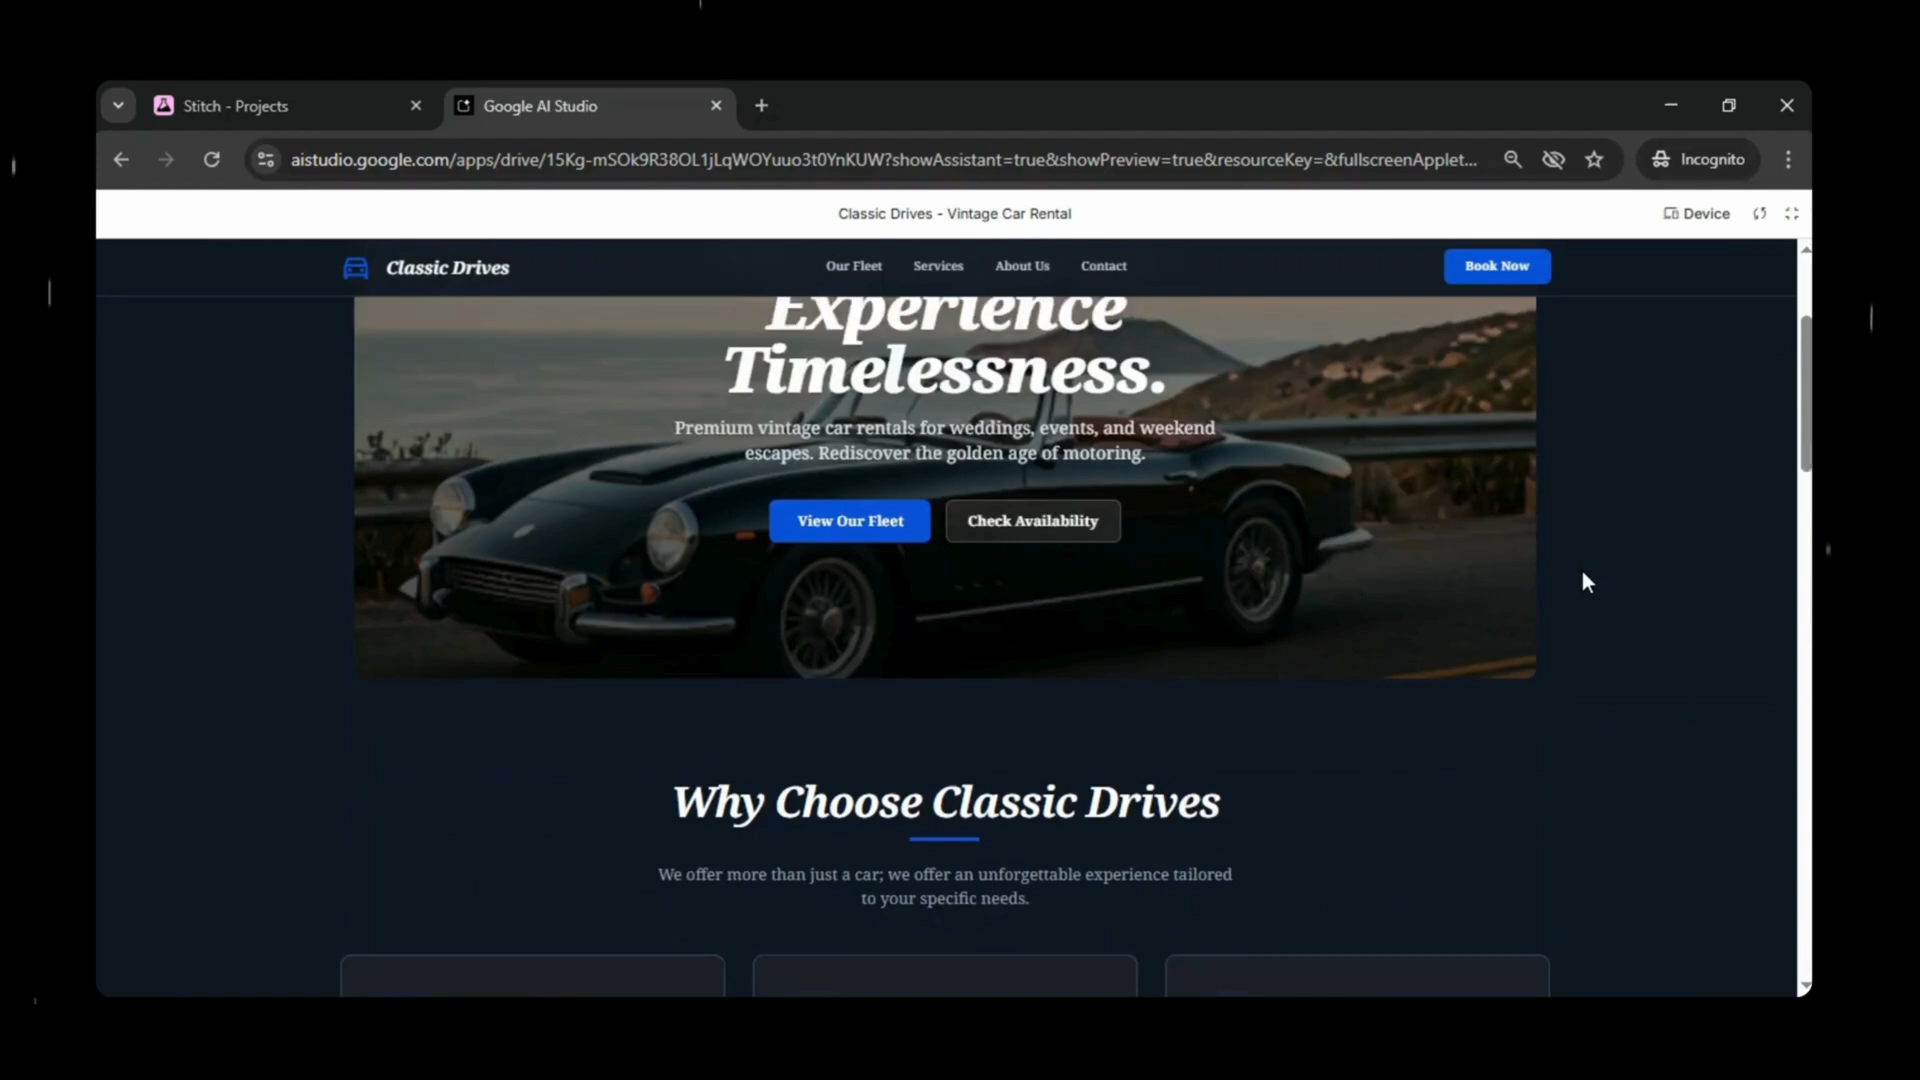 Stitch - Projects
Google AI Studio
aistudio.google.com/apps/drive/15Kg-mSOk9R38OL1jLqWOYuuo3t0YnKUW?showAssistant=true&showPreview=true&resourceKey=&fullscreenApplet...
Incognito
Classic Drives - Vintage Car Rental
Device
Classic Drives
Our Fleet
Services
About Us
Contact
Book Now
Experience
Timelessness.
Premium vintage car rentals for weddings, events, and weekend
escapes. Rediscover the golden age of motoring.
View Our Fleet
Check Availability
Why Choose Classic Drives
We offer more than just a car; we offer an unforgettable experience tailored
to your specific needs.